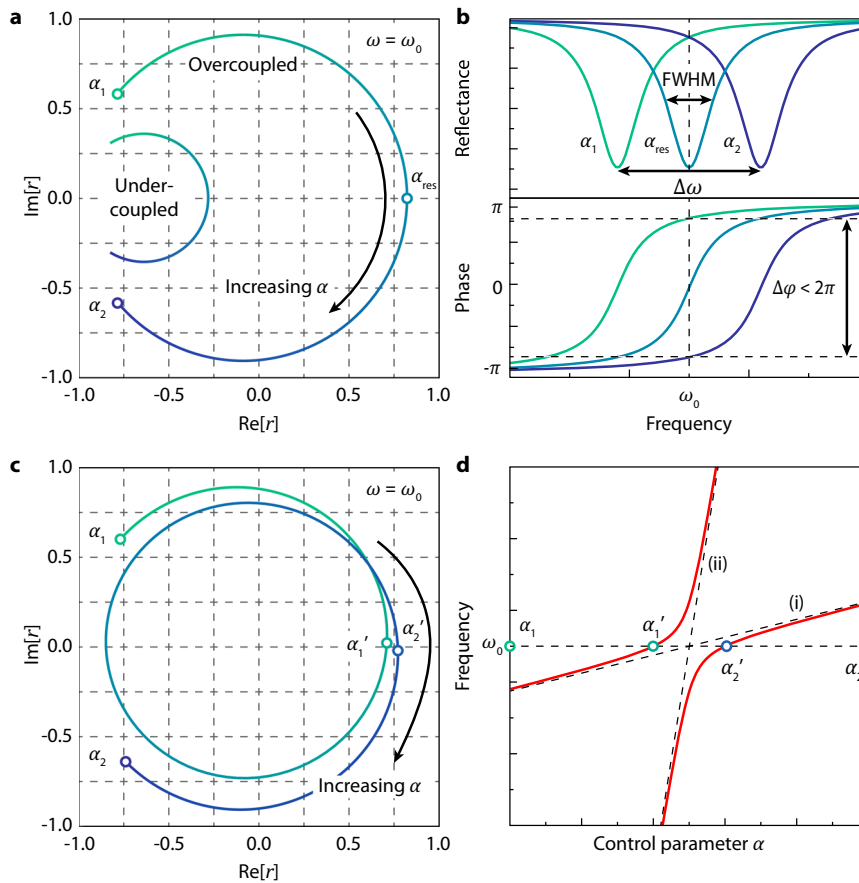 a
1.0
0.5
0.0
-0.5
-1.0
Im[r]
ω = ω₀
Overcoupled
α₁
Under-
coupled
α_res
Increasing α
α₂
-1.0
-0.5
0.0
0.5
1.0
Re[r]
b
Reflectance
FWHM
α₁
α_res
α₂
Δω
Phase
π
0
-π
Δφ < 2π
ω₀
Frequency
c
1.0
0.5
0.0
-0.5
-1.0
Im[r]
ω = ω₀
α₁
α₁′
α₂′
α₂
Increasing α
-1.0
-0.5
0.0
0.5
1.0
Re[r]
d
Frequency
(ii)
(i)
ω₀
α₁
α₁′
α₂′
α₂
Control parameter α